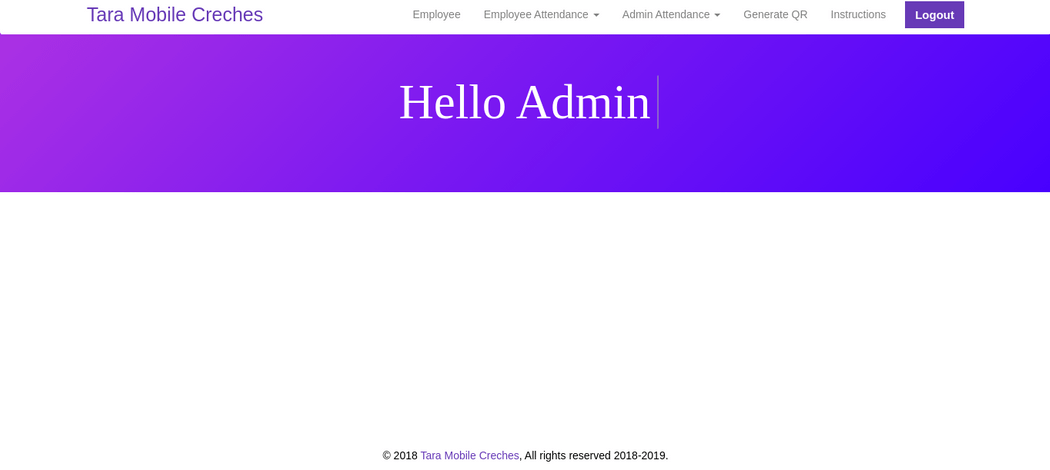 Tara Mobile Creches Employee Employee Attendance Admin Attendance Generate QR Instructions Logout
Hello Admin
© 2018 Tara Mobile Creches, All rights reserved 2018-2019.